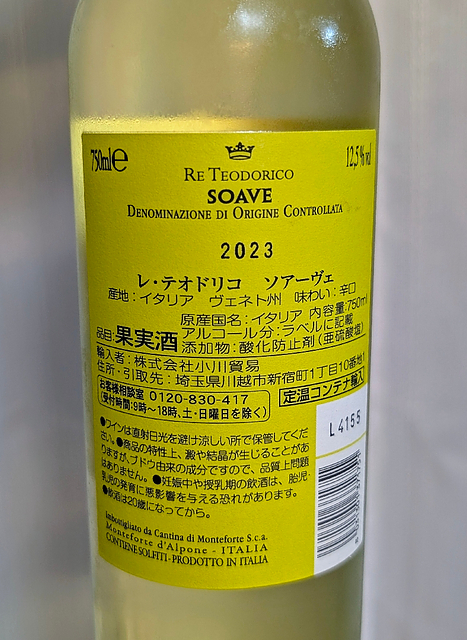 750ml e
12,5% vol
RE TEODORICO
SOAVE
DENOMINAZIONE DI ORIGINE CONTROLLATA
2023
レ・テオドリコ ソアーヴェ
産地:イタリア ヴェネト州 味わい:辛口
原産国名:イタリア 内容量:750ml
品目:果実酒 アルコール分:ラベルに記載
添加物:酸化防止剤(亜硫酸塩)
輸入者:株式会社小川貿易
住所・引取先:埼玉県川越市新宿町1丁目10番地1
お客様相談室 0120-830-417
(受付時間:9時~18時、土・日曜日を除く)
定温コンテナ輸入
L4155
●ワインは直射日光を避け涼しい所で保管してくだ
さい。●商品の特性上、澱や結晶が生じることがあ
りますが、ブドウ由来の成分ですので、品質上問題
はありません。●妊娠中や授乳期の飲酒は、胎児・
乳児の発育に悪影響を与える恐れがあります。
●飲酒は20歳になってから。
Imbottigliato da Cantina di Monteforte S.c.a.
Monteforte d'Alpone - ITALIA
CONTIENE SOLFITI - PRODOTTO IN ITALIA